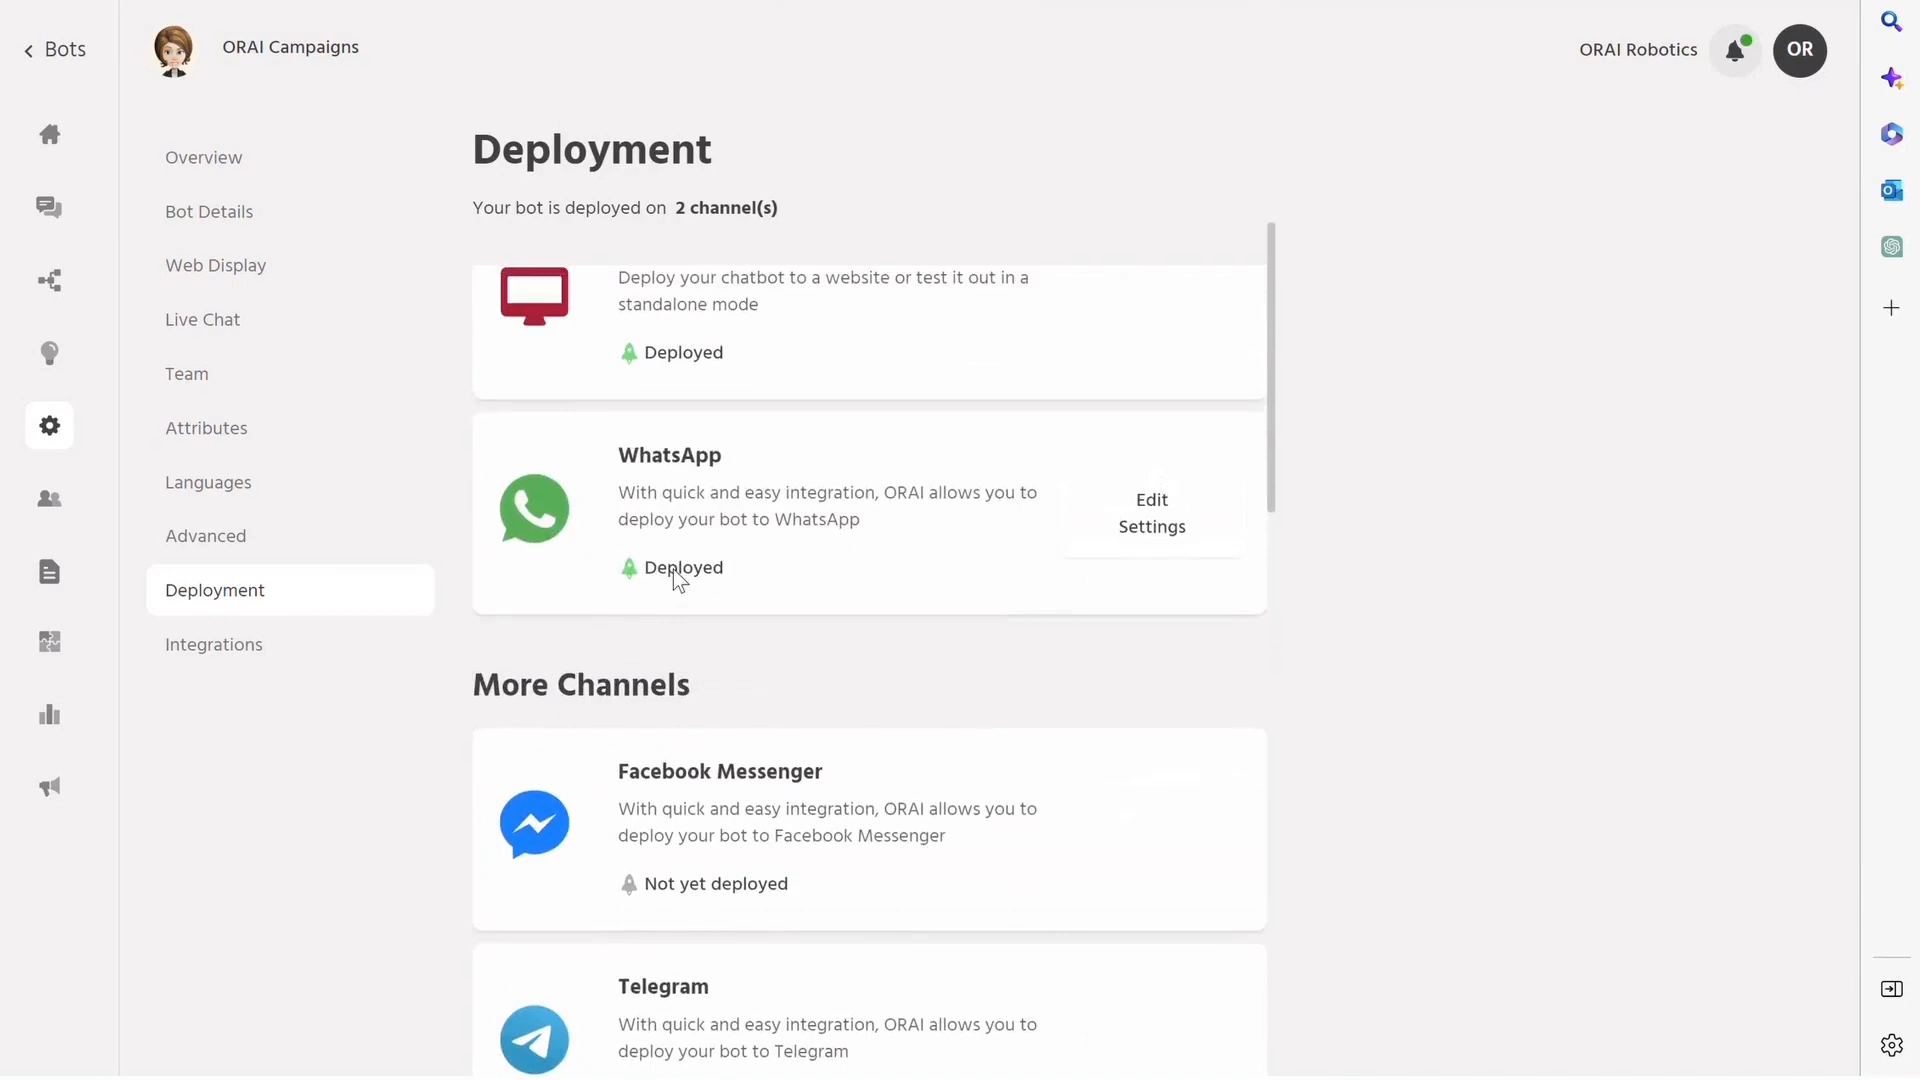 Bots
ORAI Campaigns
ORAI Robotics
OR
Overview
Bot Details
Web Display
Live Chat
Team
Attributes
Languages
Advanced
Deployment
Integrations
Deployment
Your bot is deployed on 2 channel(s)
Deploy your chatbot to a website or test it out in a
standalone mode
Deployed
WhatsApp
With quick and easy integration, ORAI allows you to
deploy your bot to WhatsApp
Deployed
Edit
Settings
More Channels
Facebook Messenger
With quick and easy integration, ORAI allows you to
deploy your bot to Facebook Messenger
Not yet deployed
Telegram
With quick and easy integration, ORAI allows you to
deploy your bot to Telegram